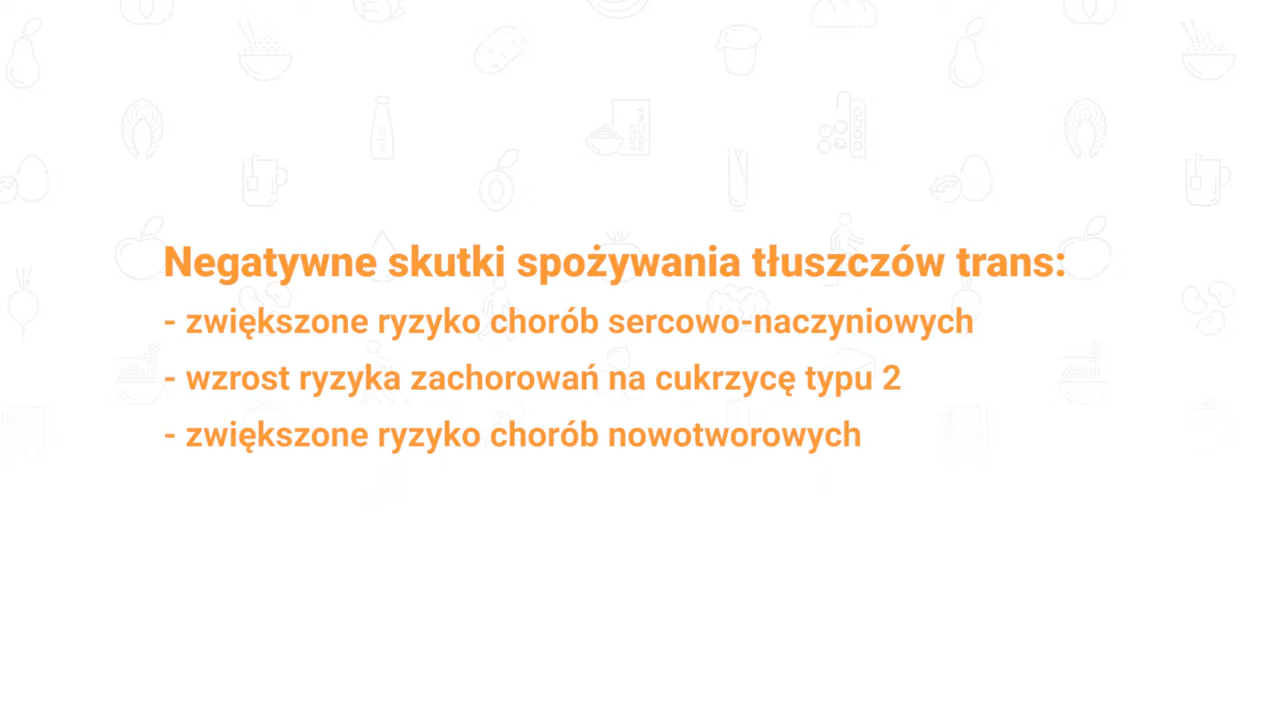 Negatywne skutki spożywania tłuszczów trans:
- zwiększone ryzyko chorób sercowo-naczyniowych
- wzrost ryzyka zachorowań na cukrzycę typu 2
- zwiększone ryzyko chorób nowotworowych